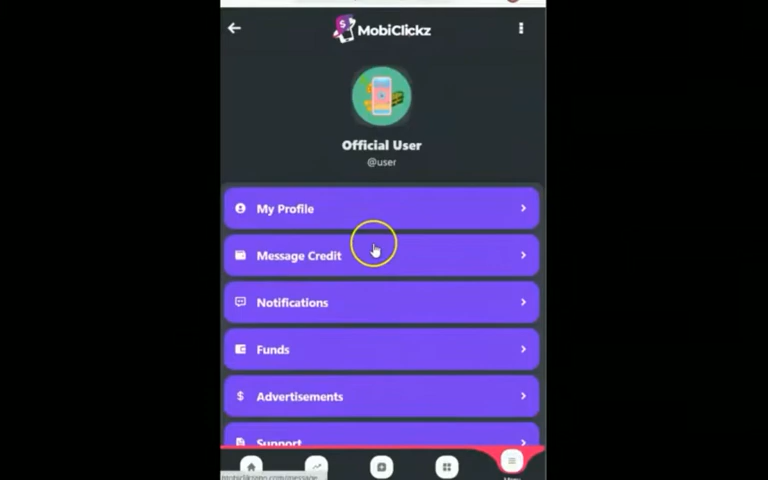 MobiClickz
Official User
@user
My Profile
Message Credit
Notifications
Funds
$ Advertisements
Support